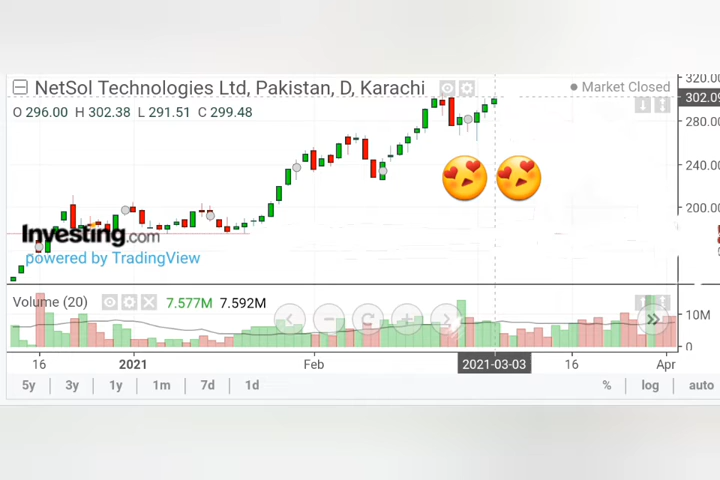 NetSol Technologies Ltd, Pakistan, D, Karachi
Market Closed
O 296.00 H 302.38 L 291.51 C 299.48
320.00
302.09
280.00
240.00
200.00
Investing.com
powered by TradingView
Volume (20) 7.577M 7.592M
10M
0
16 2021 Feb 2021-03-03 16 Apr
5y 3y 1y 1m 7d 1d % log auto